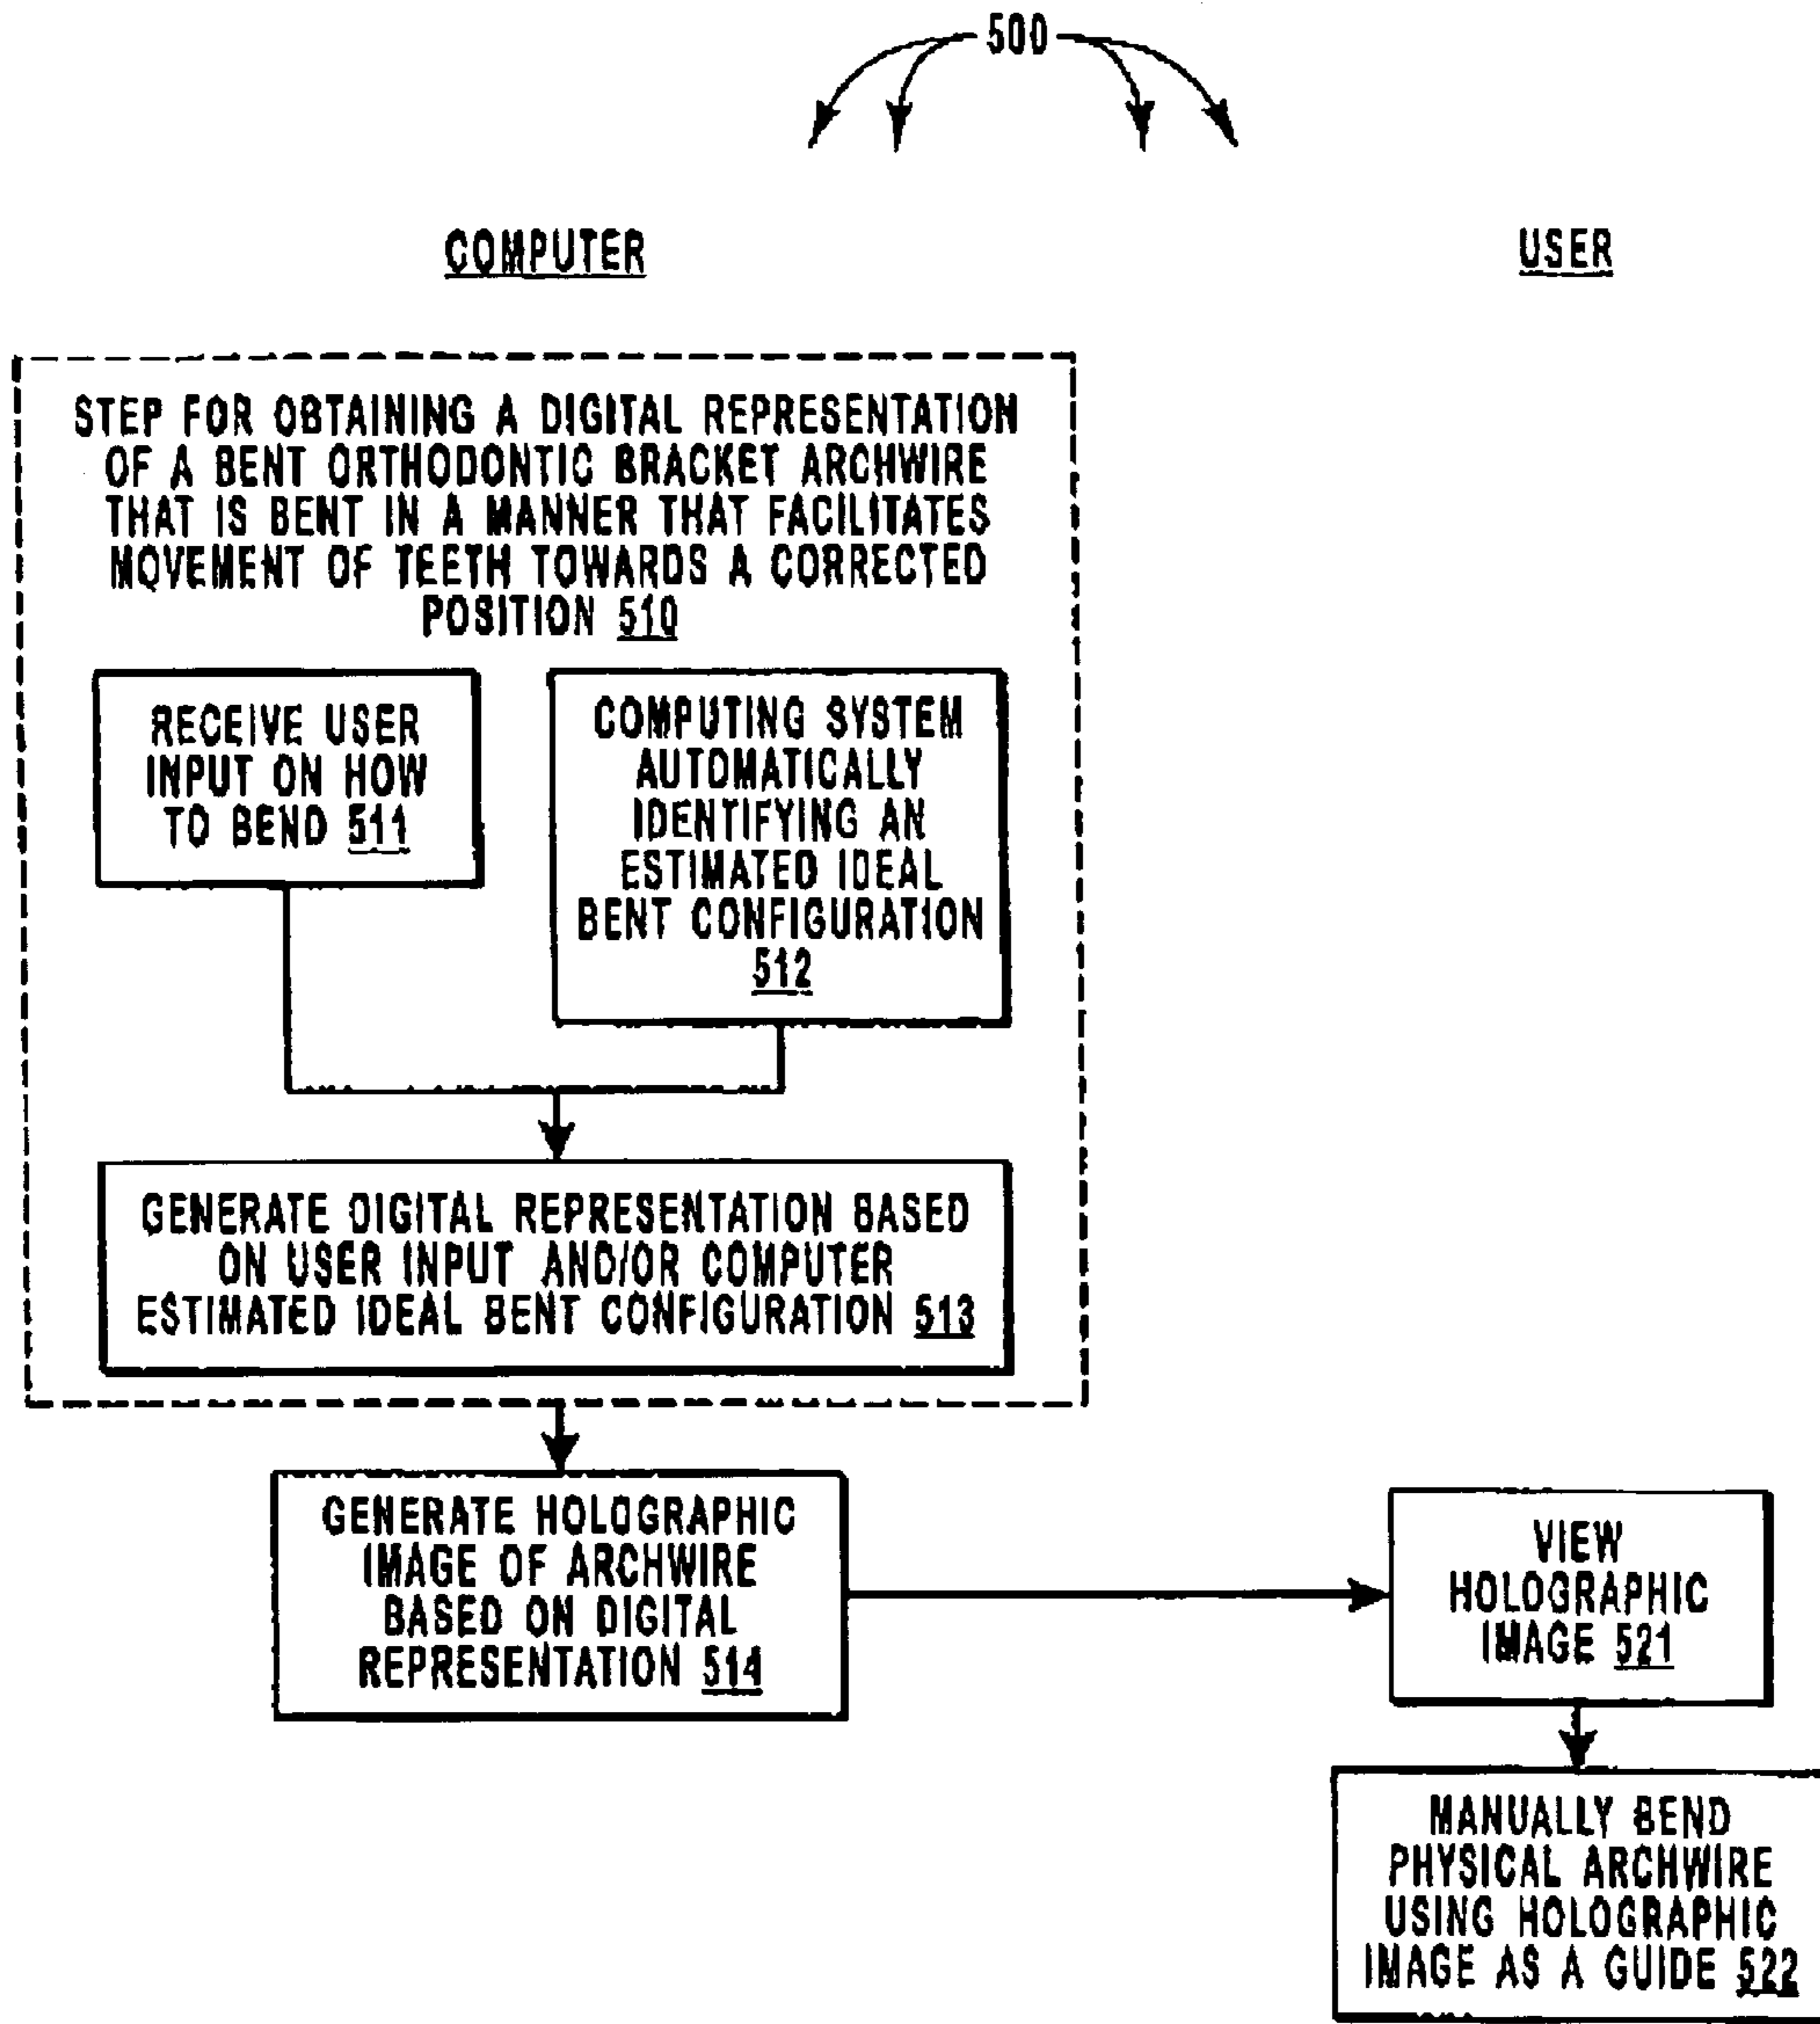 500
COMPUTER
USER
STEP FOR OBTAINING A DIGITAL REPRESENTATION
OF A BENT ORTHODONTIC BRACKET ARCHWIRE
THAT IS BENT IN A MANNER THAT FACILITATES
MOVEMENT OF TEETH TOWARDS A CORRECTED
POSITION 510
RECEIVE USER
INPUT ON HOW
TO BEND 511
COMPUTING SYSTEM
AUTOMATICALLY
IDENTIFYING AN
ESTIMATED IDEAL
BENT CONFIGURATION
512
GENERATE DIGITAL REPRESENTATION BASED
ON USER INPUT AND/OR COMPUTER
ESTIMATED IDEAL BENT CONFIGURATION 513
GENERATE HOLOGRAPHIC
IMAGE OF ARCHWIRE
BASED ON DIGITAL
REPRESENTATION 514
VIEW
HOLOGRAPHIC
IMAGE 521
MANUALLY BEND
PHYSICAL ARCHWIRE
USING HOLOGRAPHIC
IMAGE AS A GUIDE 522